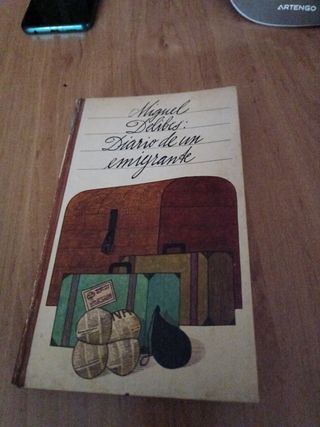 ARTENGO
Miguel
Delibes:
Diario de un
emigrante